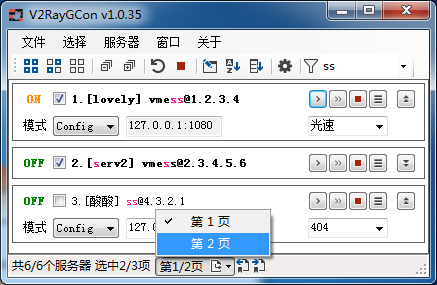 V2RayGCon v1.0.35
文件 选择 服务器 窗口 关于
ss
ON 1.[lovely] vmess@1.2.3.4
模式 Config 127.0.0.1:1080 光速
OFF 2.[serv2] vmess@2.3.4.5.6
OFF 3.[酸酸] ss@4.3.2.1
模式 Config 127.0 404
第 1 页
第 2 页
共6/6个服务器 选中2/3项 第1/2页